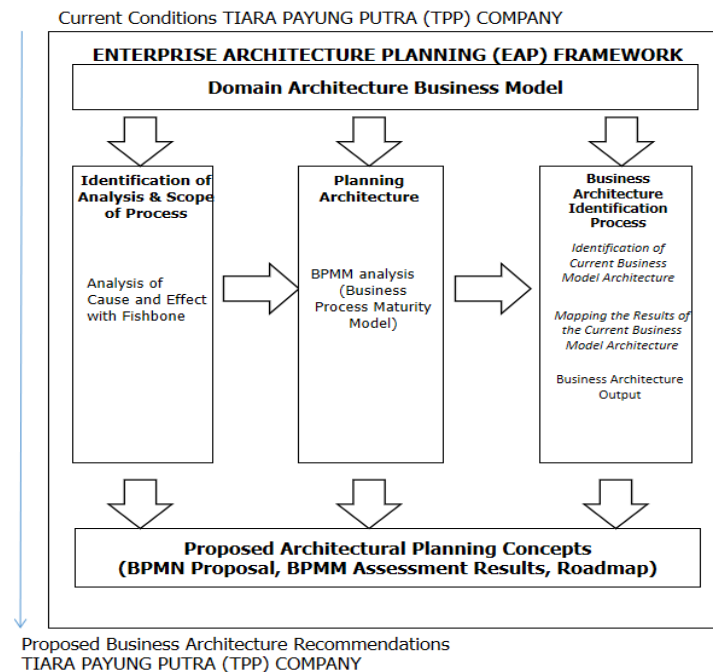 Current Conditions TIARA PAYUNG PUTRA (TPP) COMPANY
ENTERPRISE ARCHITECTURE PLANNING (EAP) FRAMEWORK
Domain Architecture Business Model
Identification of
Analysis & Scope
of Process
Analysis of
Cause and Effect
with Fishbone
Planning
Architecture
BPMM analysis
(Business
Process Maturity
Model)
Business
Architecture
Identification
Process
Identification of
Current Business
Model Architecture
Mapping the Results of
the Current Business
Model Architecture
Business Architecture
Output
Proposed Architectural Planning Concepts
(BPMN Proposal, BPMM Assessment Results, Roadmap)
Proposed Business Architecture Recommendations
TIARA PAYUNG PUTRA (TPP) COMPANY